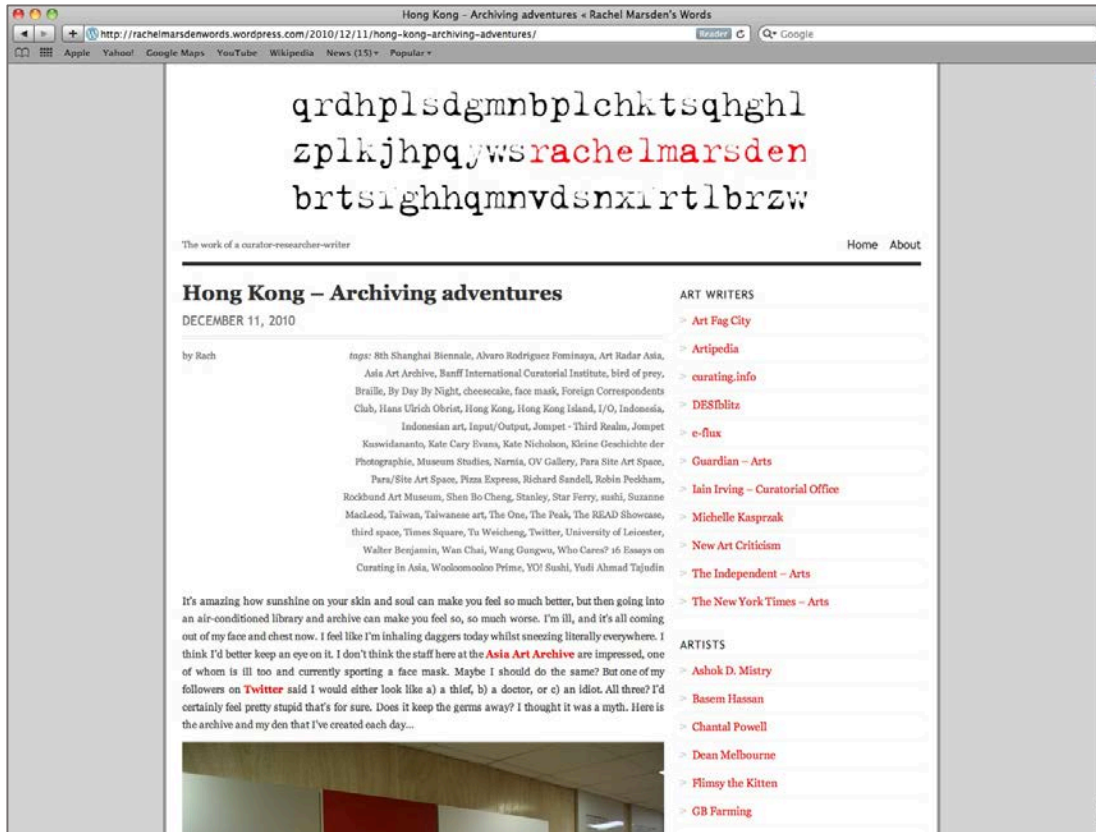 Hong Kong – Archiving adventures « Rachel Marsden's Words
http://rachelmarsdenwords.wordpress.com/2010/12/11/hong-kong-archiving-adventures/
Reader
Google
Apple Yahoo! Google Maps YouTube Wikipedia News (15) Popular
qrdhplsdgmnbplchktsqhghl
zplkjhpqywsrachelmarsden
brtsfghhqmnvdsnxfrtlbrzw
The work of a curator-researcher-writer
Home About
Hong Kong – Archiving adventures
DECEMBER 11, 2010
by Rach
tags: 8th Shanghai Biennale, Alvaro Rodriguez Fominaya, Art Radar Asia,
Asia Art Archive, Banff International Curatorial Institute, bird of prey,
Braille, By Day By Night, cheesecake, face mask, Foreign Correspondents
Club, Hans Ulrich Obrist, Hong Kong, Hong Kong Island, I/O, Indonesia,
Indonesian art, Input/Output, Jompet - Third Realm, Jompet
Kuswidananto, Kate Cary Evans, Kate Nicholson, Kleine Geschichte der
Photographie, Museum Studies, Narnia, OV Gallery, Para Site Art Space,
Para/Site Art Space, Pizza Express, Richard Sandell, Robin Peckham,
Rockbund Art Museum, Shen Bo Cheng, Stanley, Star Ferry, sushi, Suzanne
MacLeod, Taiwan, Taiwanese art, The One, The Peak, The READ Showcase,
third space, Times Square, Tu Weicheng, Twitter, University of Leicester,
Walter Benjamin, Wan Chai, Wang Gungwu, Who Cares? 16 Essays on
Curating in Asia, Wooloomooloo Prime, YO! Sushi, Yudi Ahmad Tajudin
It's amazing how sunshine on your skin and soul can make you feel so much better, but then going into
an air-conditioned library and archive can make you feel so, so much worse. I'm ill, and it's all coming
out of my face and chest now. I feel like I'm inhaling daggers today whilst sneezing literally everywhere. I
think I'd better keep an eye on it. I don't think the staff here at the Asia Art Archive are impressed, one
of whom is ill too and currently sporting a face mask. Maybe I should do the same? But one of my
followers on Twitter said I would either look like a) a thief, b) a doctor, or c) an idiot. All three? I'd
certainly feel pretty stupid that's for sure. Does it keep the germs away? I thought it was a myth. Here is
the archive and my den that I've created each day...
ART WRITERS
> Art Fag City
> Artipedia
> curating.info
> DESIblitz
> e-flux
> Guardian – Arts
> Iain Irving – Curatorial Office
> Michelle Kasprzak
> New Art Criticism
> The Independent – Arts
> The New York Times – Arts
ARTISTS
> Ashok D. Mistry
> Basem Hassan
> Chantal Powell
> Dean Melbourne
> Flimsy the Kitten
> GB Farming